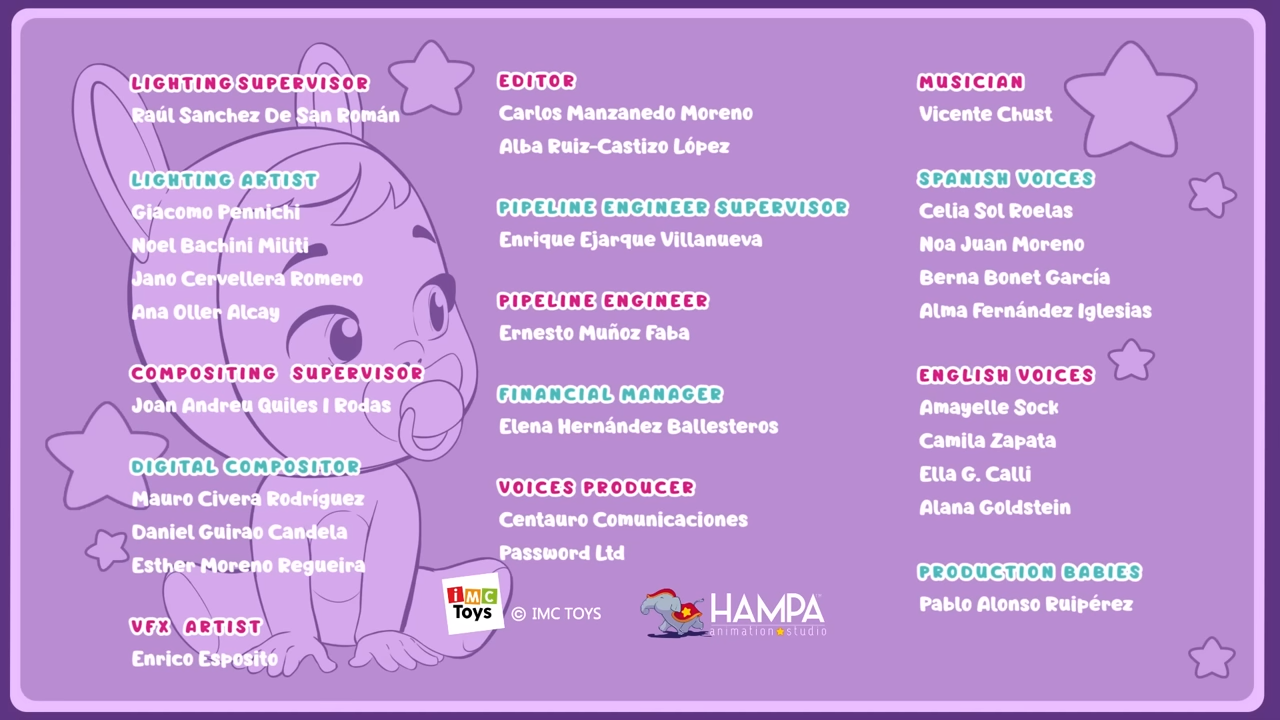 LIGHTING SUPERVISOR
Raúl Sanchez De San Román
LIGHTING ARTIST
Giacomo Pennichi
Noel Bachini Militi
Jano Cervellera Romero
Ana Oller Alcay
COMPOSITING SUPERVISOR
Joan Andreu Quiles I Rodas
DIGITAL COMPOSITOR
Mauro Civera Rodríguez
Daniel Guirao Candela
Esther Moreno Regueira
VFX ARTIST
Enrico Esposito
EDITOR
Carlos Manzanedo Moreno
Alba Ruiz-Castizo López
PIPELINE ENGINEER SUPERVISOR
Enrique Ejarque Villanueva
PIPELINE ENGINEER
Ernesto Muñoz Faba
FINANCIAL MANAGER
Elena Hernández Ballesteros
VOICES PRODUCER
Centauro Comunicaciones
Password Ltd
iMC
Toys
© IMC TOYS
HAMPA
animation studio
MUSICIAN
Vicente Chust
SPANISH VOICES
Celia Sol Roelas
Noa Juan Moreno
Berna Bonet García
Alma Fernández Iglesias
ENGLISH VOICES
Amayelle Sock
Camila Zapata
Ella G. Calli
Alana Goldstein
PRODUCTION BABIES
Pablo Alonso Ruipérez